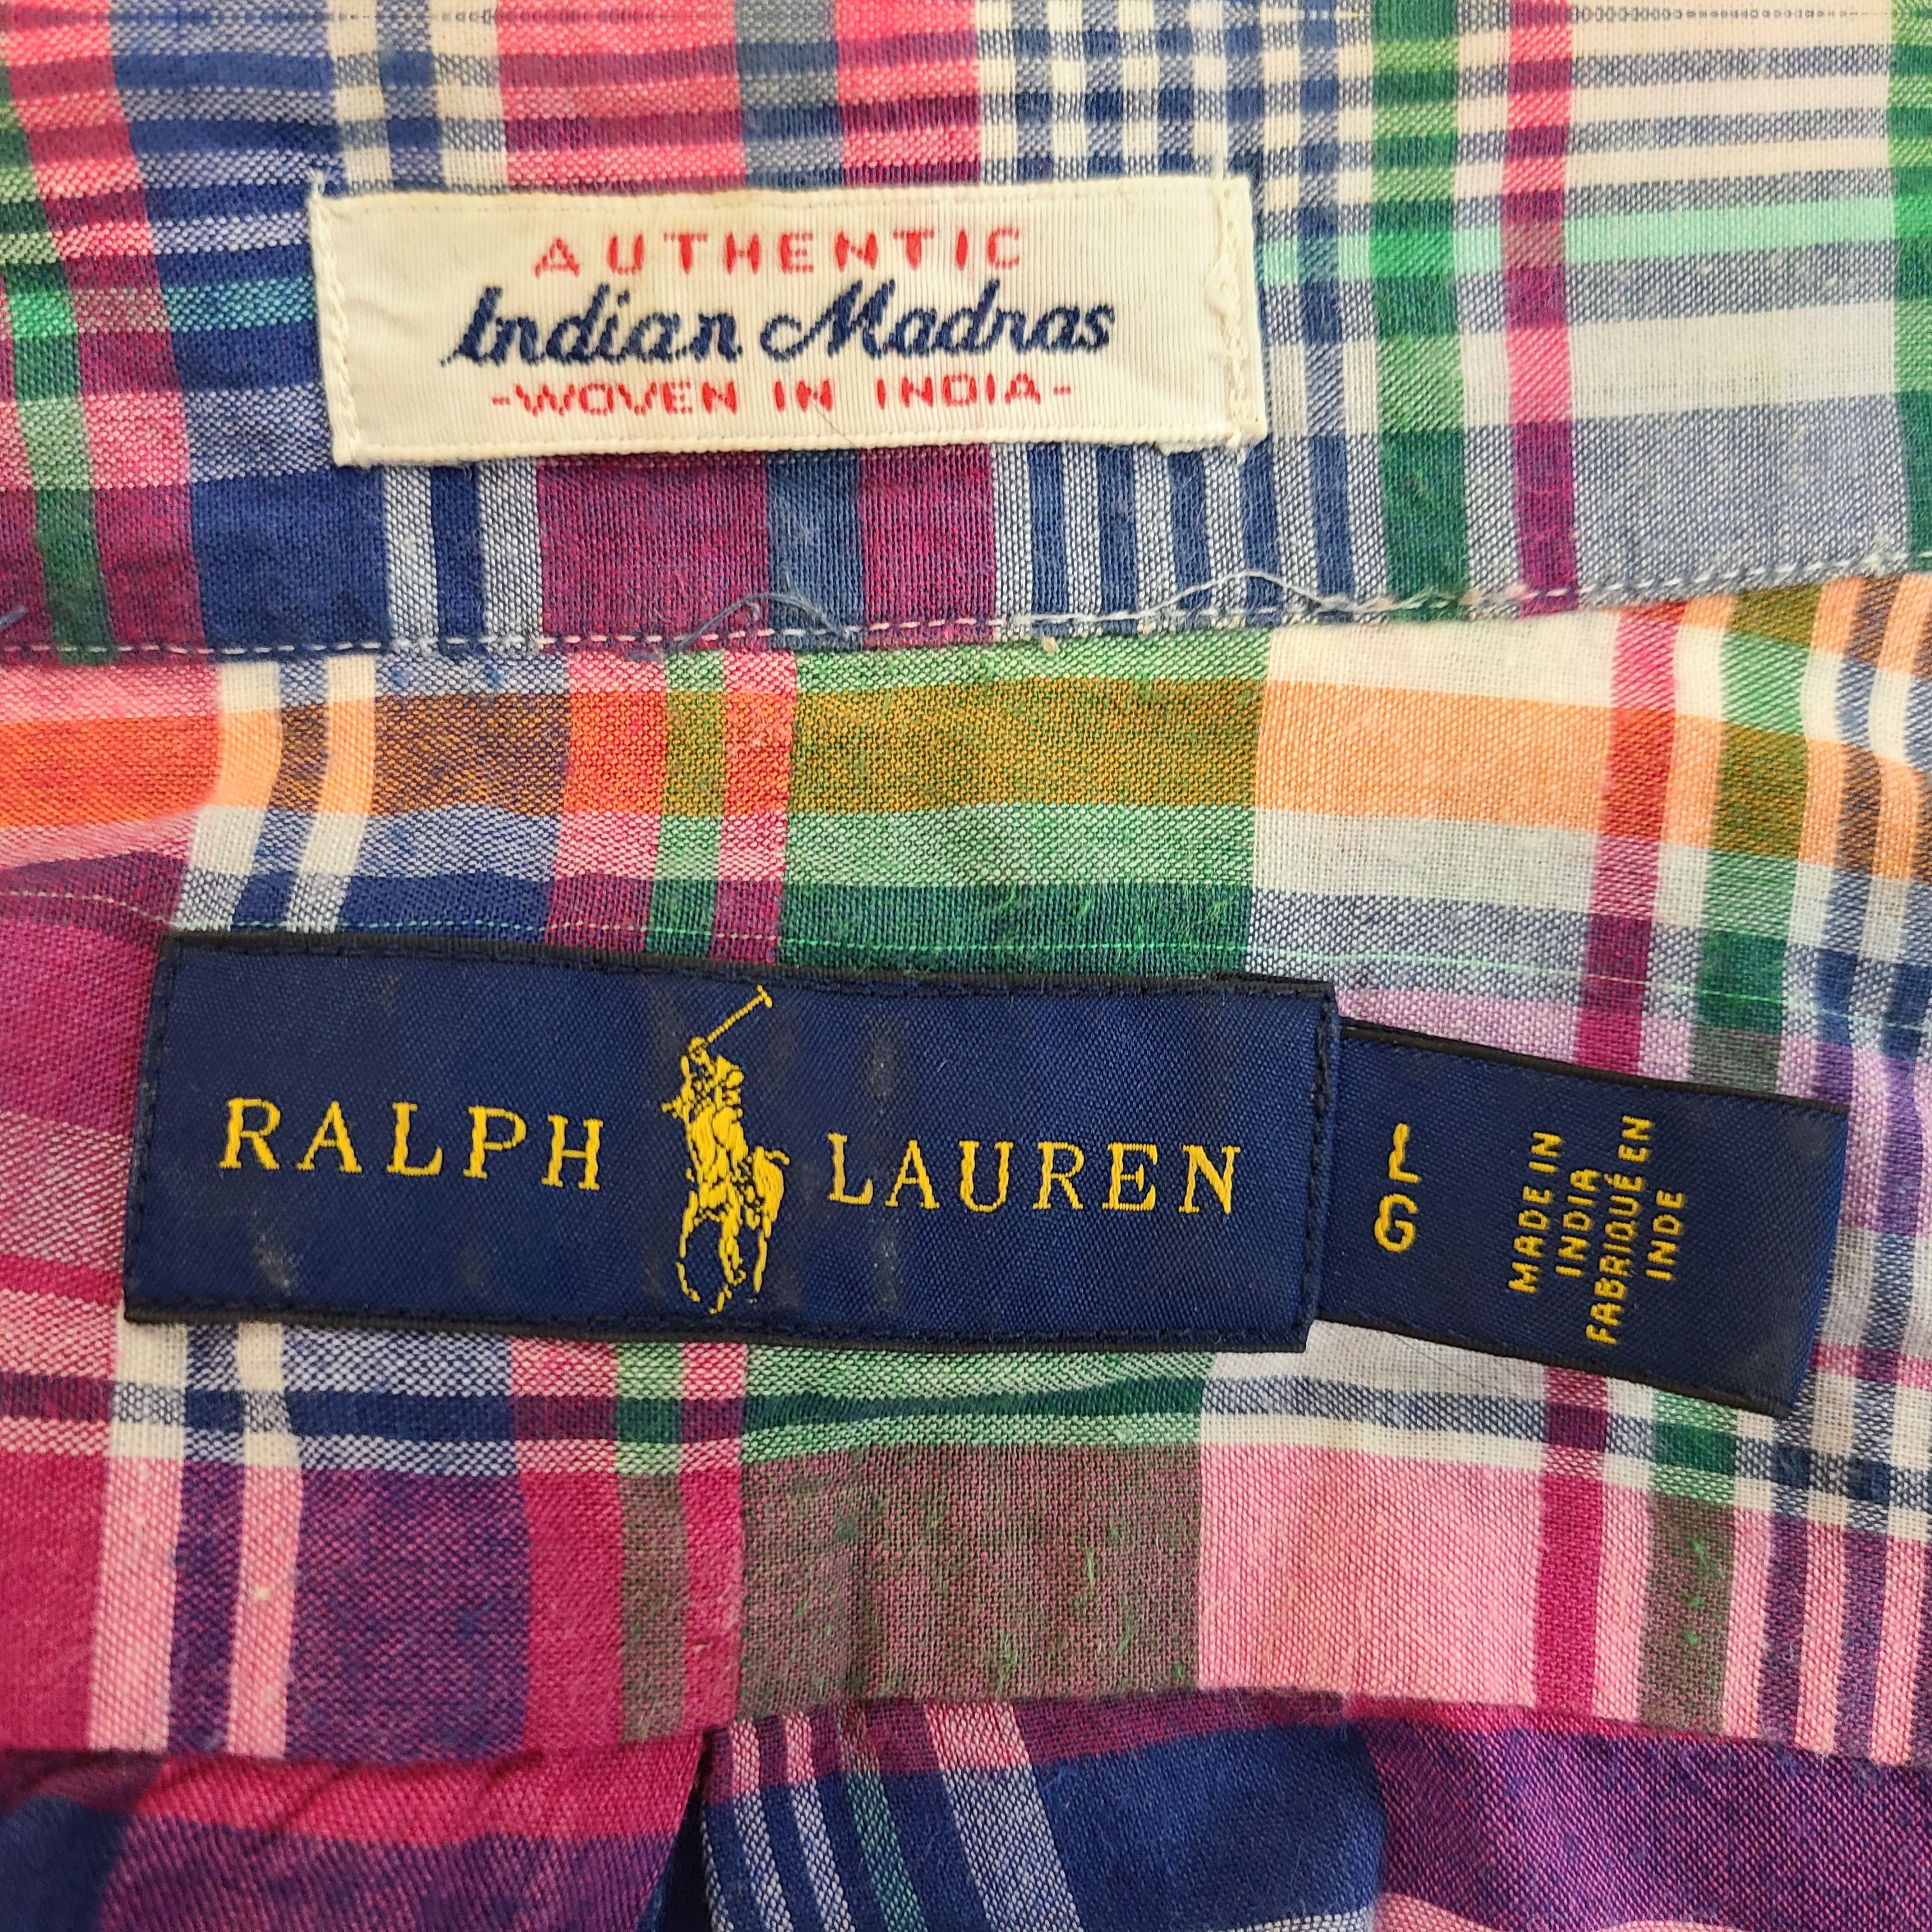 AUTHENTIC
Indian Madras
-WOVEN IN INDIA-
RALPH LAUREN
L
G
MADE IN
INDIA
FABRIQUÉ EN
INDE